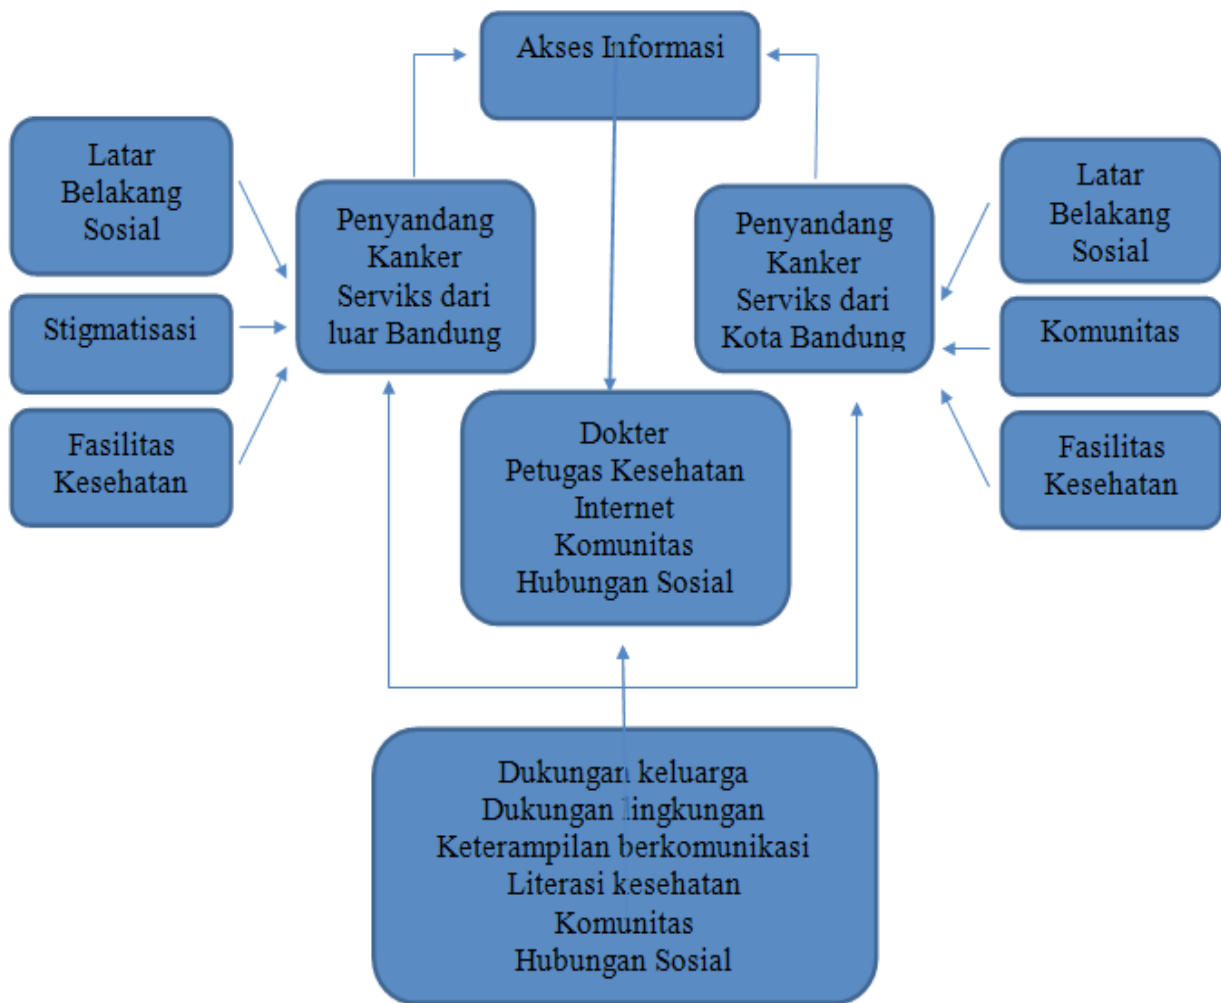 Akses Informasi
Latar
Belakang
Sosial
Stigmatisasi
Fasilitas
Kesehatan
Penyandang
Kanker
Serviks dari
luar Bandung
Penyandang
Kanker
Serviks dari
Kota Bandung
Latar
Belakang
Sosial
Komunitas
Fasilitas
Kesehatan
Dokter
Petugas Kesehatan
Internet
Komunitas
Hubungan Sosial
Dukungan keluarga
Dukungan lingkungan
Keterampilan berkomunikasi
Literasi kesehatan
Komunitas
Hubungan Sosial